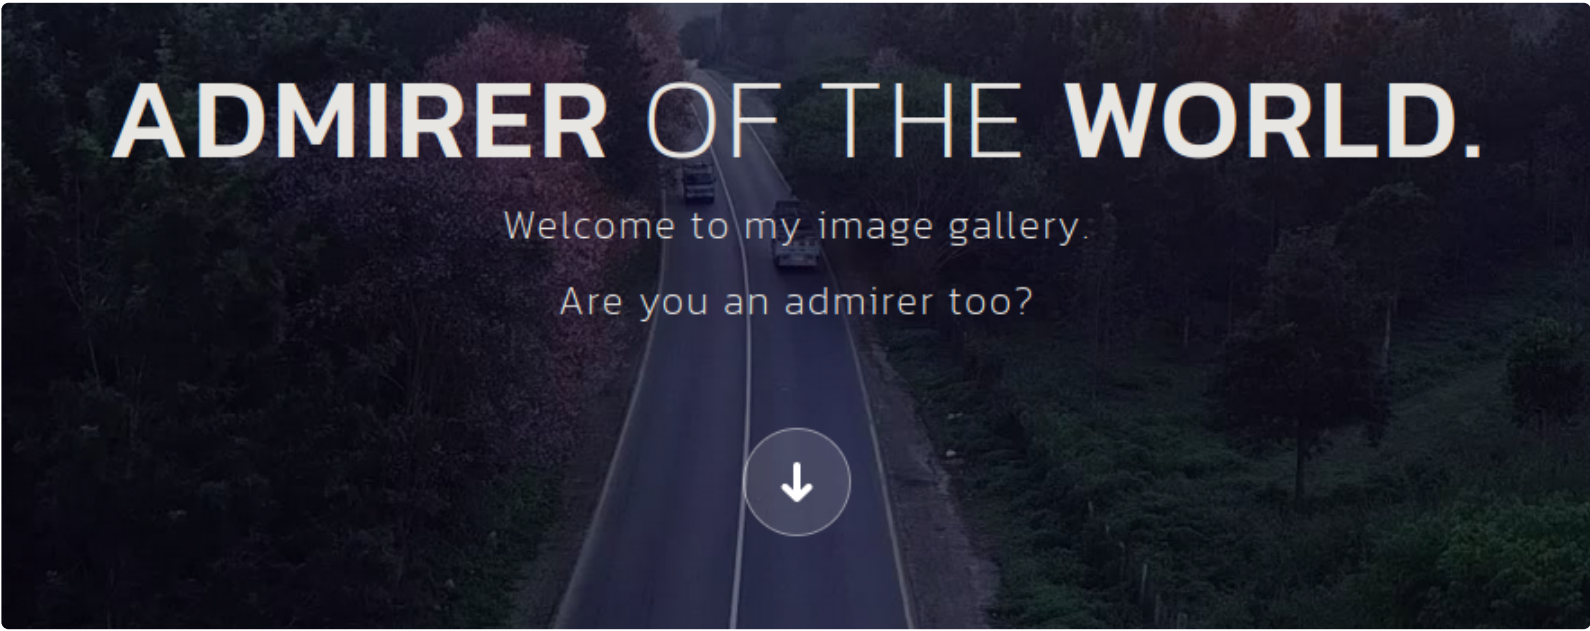 ADMIRER OF THE WORLD.
Welcome to my image gallery.
Are you an admirer too?